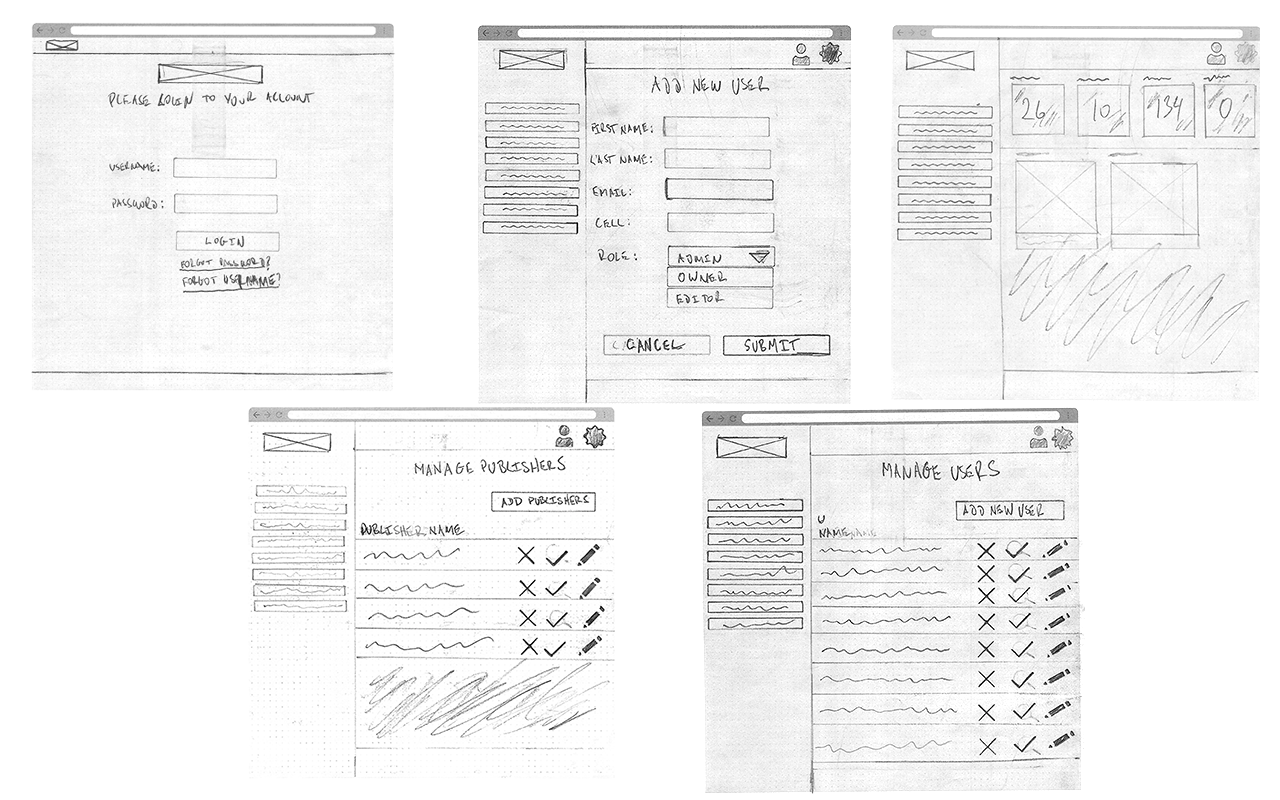 PLEASE LOGIN TO YOUR ACCOUNT
USERNAME:
PASSWORD:
LOGIN
FORGOT PASSWORD?
FORGOT USERNAME?
ADD NEW USER
FIRST NAME:
LAST NAME:
EMAIL:
CELL:
ROLE:
ADMIN
OWNER
EDITOR
CANCEL
SUBMIT
26
10
134
0
MANAGE PUBLISHERS
ADD PUBLISHERS
PUBLISHER NAME
MANAGE USERS
ADD NEW USER
U
NAME NAME